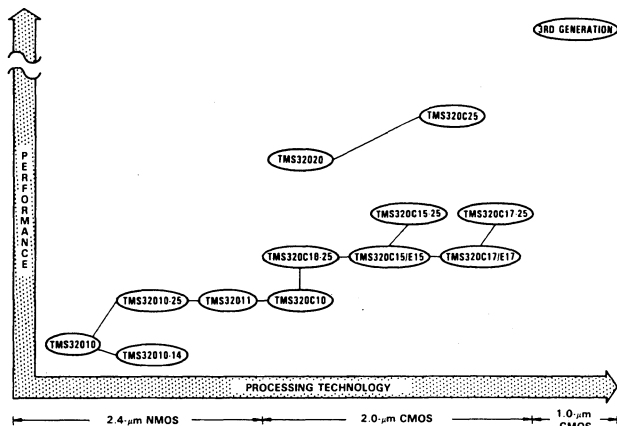 3RD GENERATION
TMS320C25
TMS32020
TMS320C15-25
TMS320C17-25
TMS320C10-25
TMS320C15/E15
TMS320C17/E17
TMS32010-25
TMS32011
TMS320C10
TMS32010
TMS32010-14
PERFORMANCE
PROCESSING TECHNOLOGY
2.4-μm NMOS
2.0-μm CMOS
1.0-μm
CMOS